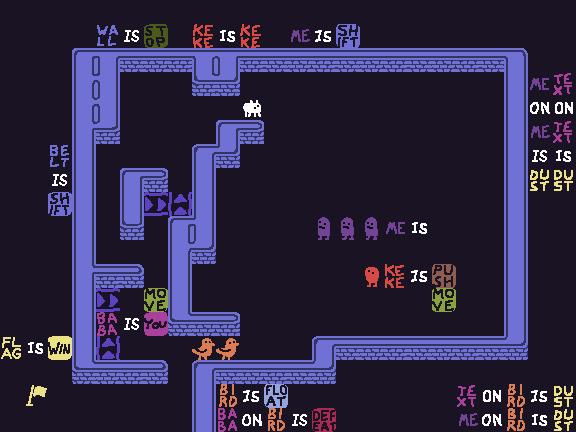 WALL IS STOP
KEKE IS KEKE
ME IS SHIFT
ME TEXT
ON ON
ME TEXT
IS IS
DUST DUST
BELT
IS
SHIFT
ME IS
KEKE IS PUSH
MOVE
MOVE
BABA IS YOU
FLAG IS WIN
BIRD IS FLOAT
BABA ON BIRD IS DEFEAT
TEXT ON BIRD IS DUST
ME ON BIRD IS DUST